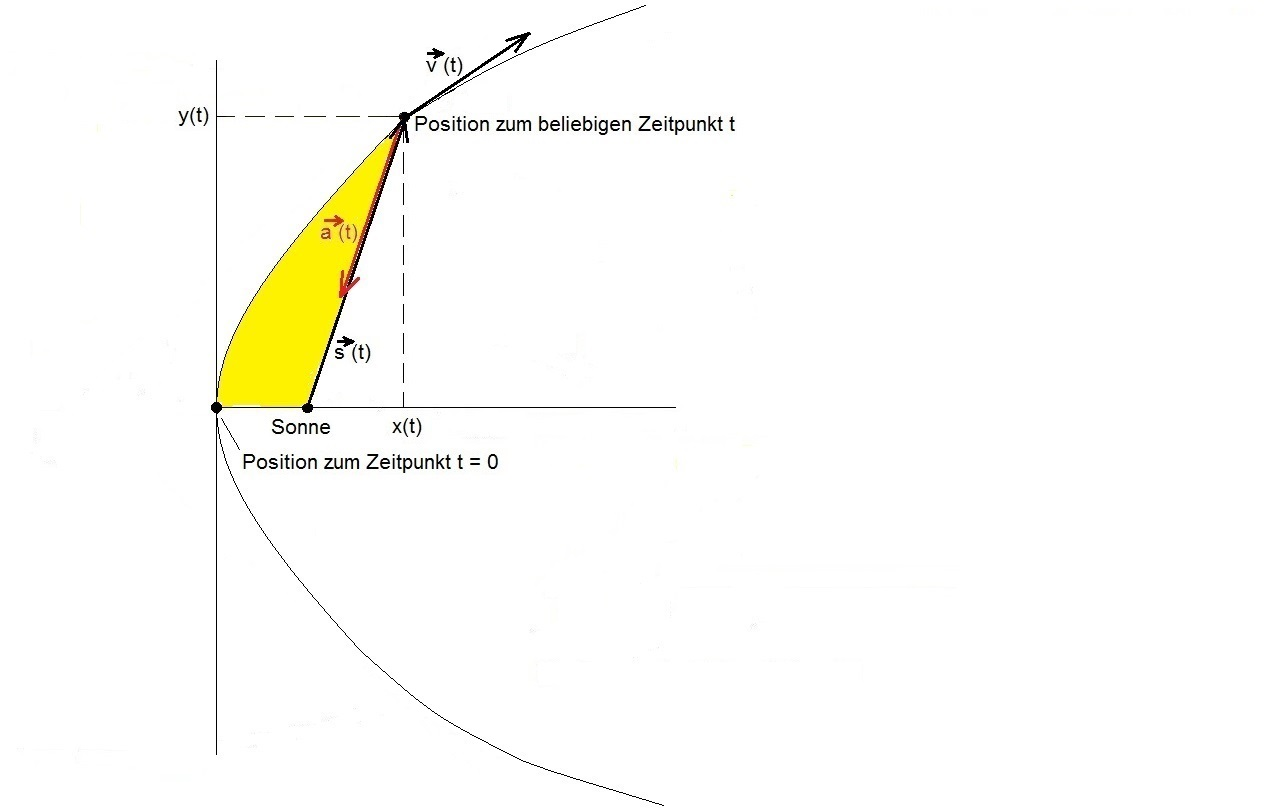 v (t)
y(t)
Position zum beliebigen Zeitpunkt t
a (t)
s (t)
Sonne
x(t)
Position zum Zeitpunkt t = 0